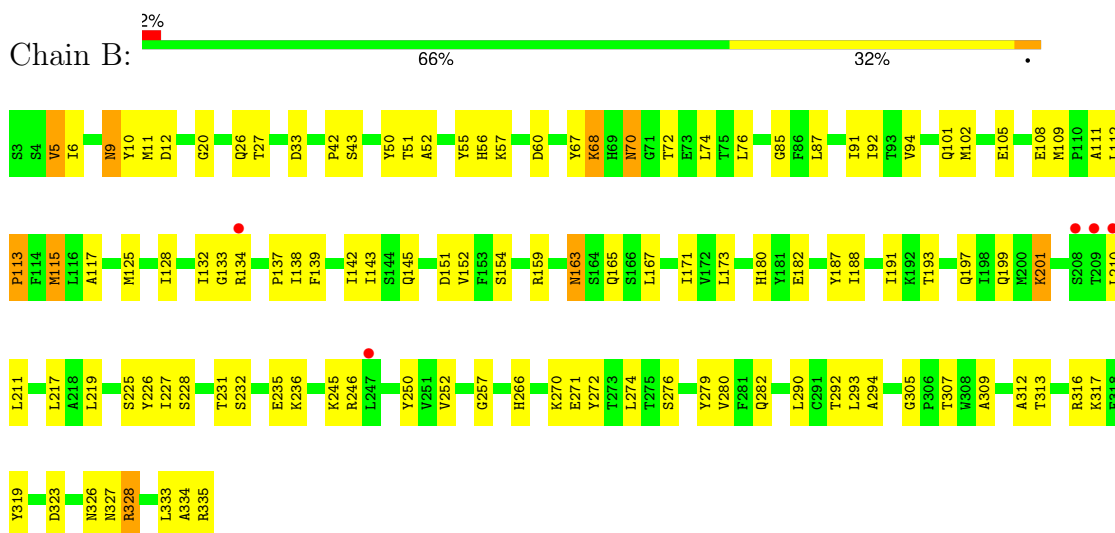 2%
Chain B:
66% 32% •
S3 S4 V5 I6 N9 Y10 M11 D12 G20 Q26 T27 D33 P42 S43 Y50 T51 A52 Y55 H56 K57 D60 Y67 K68 H69 N70 G71 T72 E73 L74 T75 L76 G85 F86 L87 I91 I92 T93 V94 Q101 M102 E105 E108 M109 P110 A111 L112
P113 F114 M115 L116 A117 M125 I128 I132 G133 R134 P137 I138 F139 I142 I143 S144 Q145 D151 V152 F153 S154 R159 N163 S164 Q165 S166 L167 I171 V172 L173 H180 Y181 E182 Y187 I188 I191 K192 T193 Q197 I198 Q199 M200 K201 S208 T209 L210
L211 L217 A218 L219 S225 Y226 I227 S228 T231 S232 E235 K236 K245 R246 L247 Y250 V251 V252 G257 H266 K270 E271 Y272 T273 L274 T275 S276 Y279 V280 F281 Q282 L290 C291 T292 L293 A294 G305 P306 T307 W308 A309 A312 T313 R316 K317 E318
Y319 D323 N326 N327 R328 L333 A334 R335